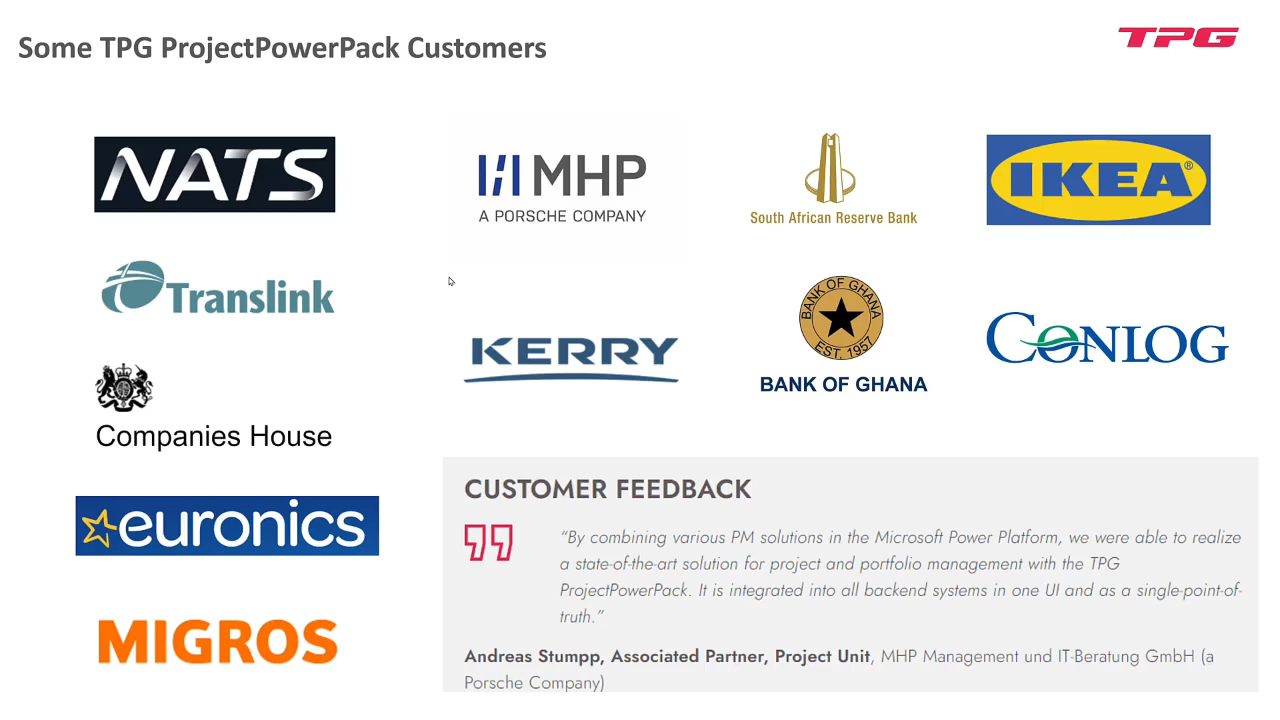 Some TPG ProjectPowerPack Customers
TPG
NATS
MHP
A PORSCHE COMPANY
South African Reserve Bank
IKEA®
Translink
KERRY
BANK OF GHANA
EST. 1957
BANK OF GHANA
CONLOG
Companies House
euronics
MIGROS
CUSTOMER FEEDBACK
“By combining various PM solutions in the Microsoft Power Platform, we were able to realize
a state-of-the-art solution for project and portfolio management with the TPG
ProjectPowerPack. It is integrated into all backend systems in one UI and as a single-point-of-
truth.”
Andreas Stumpp, Associated Partner, Project Unit, MHP Management und IT-Beratung GmbH (a
Porsche Company)